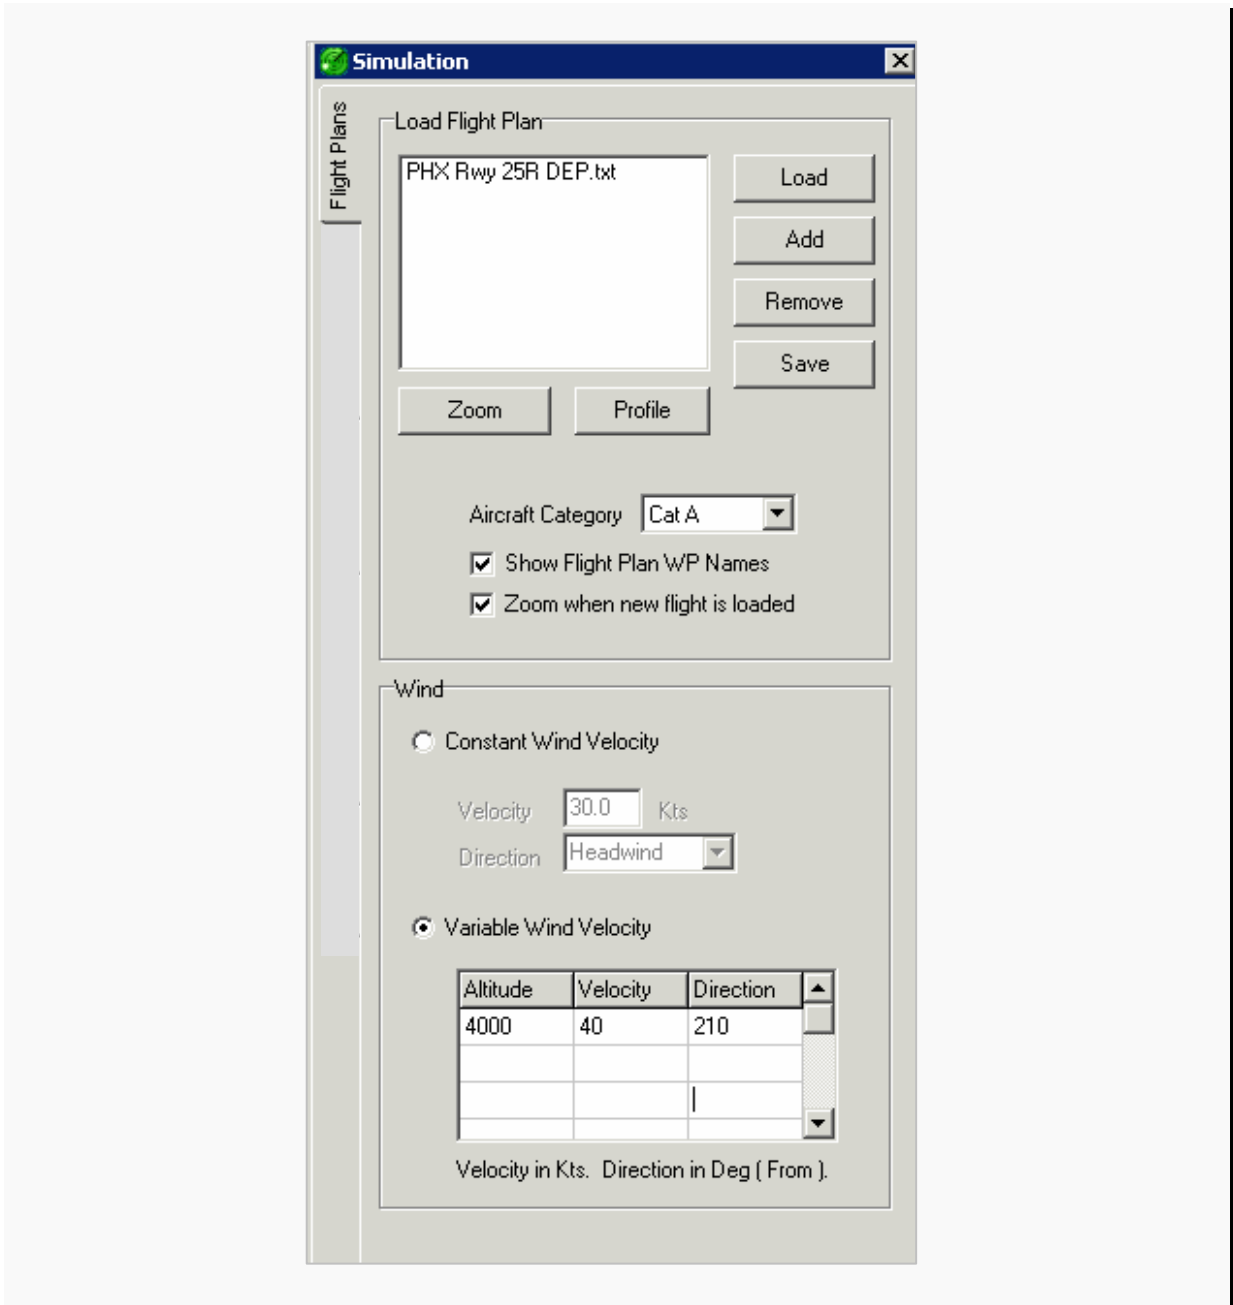 Simulation
Flight Plans
Load Flight Plan
PHX Rwy 25R DEP.txt
Load
Add
Remove
Save
Zoom Profile
Aircraft Category Cat A
Show Flight Plan WP Names
Zoom when new flight is loaded
Wind
Constant Wind Velocity
Velocity 30.0 Kts
Direction Headwind
Variable Wind Velocity
Altitude Velocity Direction
4000 40 210
Velocity in Kts. Direction in Deg ( From ).